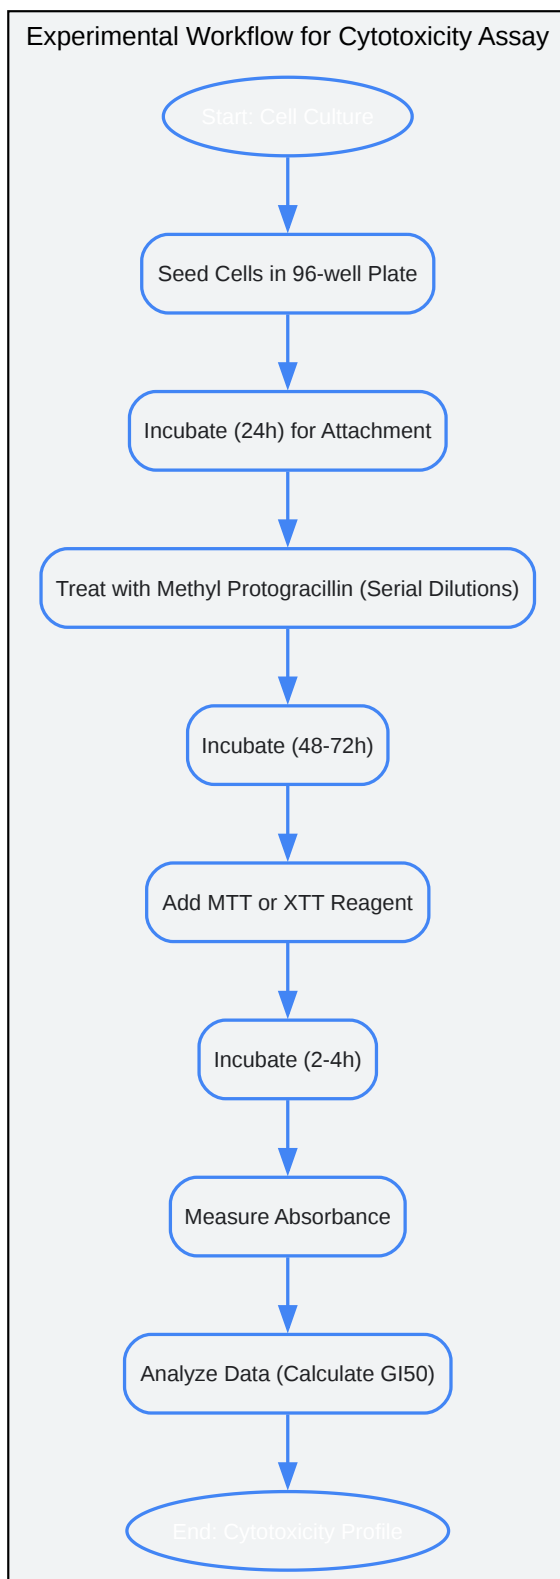 Experimental Workflow for Cytotoxicity Assay
Start: Cell Culture
Seed Cells in 96-well Plate
Incubate (24h) for Attachment
Treat with Methyl Protogracillin (Serial Dilutions)
Incubate (48-72h)
Add MTT or XTT Reagent
Incubate (2-4h)
Measure Absorbance
Analyze Data (Calculate GI50)
End: Cytotoxicity Profile